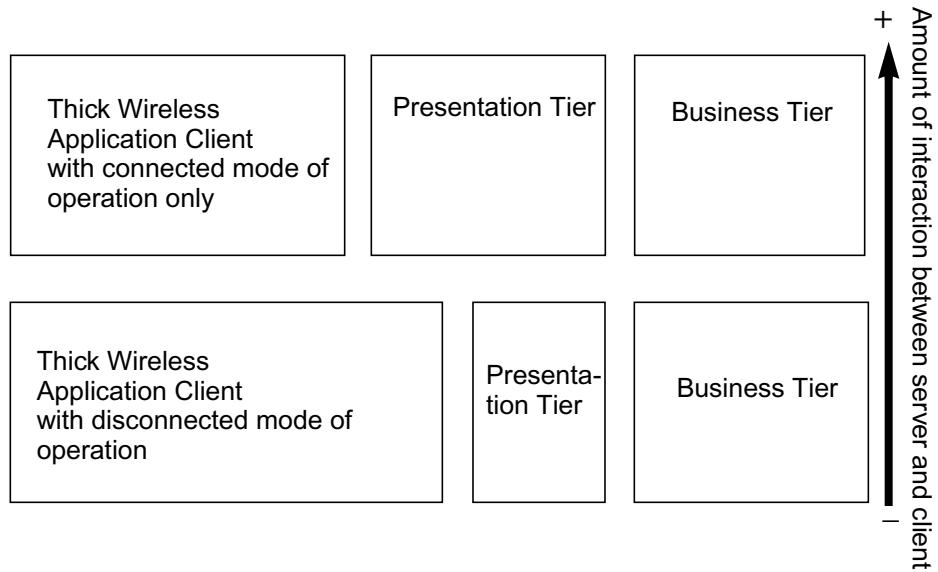 Thick Wireless
Application Client
with connected mode of
operation only
Presentation Tier
Business Tier
Thick Wireless
Application Client
with disconnected mode of
operation
Presenta-
tion Tier
Business Tier
+
Amount of interaction between server and client
–